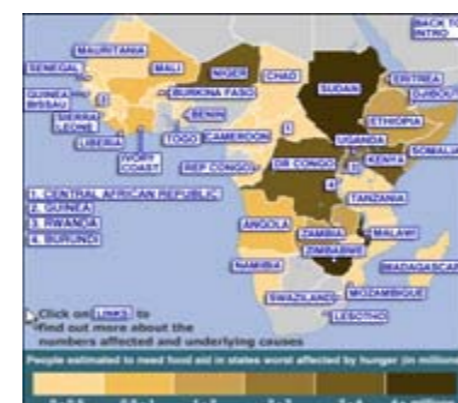 BACK TO
INTRO
MAURITANIA
SENEGAL
MALI
NIGER
CHAD
SUDAN
ERITREA
DJIBOUTI
GUINEA
BISSAU
2
BURKINA FASO
SIERRA
LEONE
BENIN
ETHIOPIA
LIBERIA
TOGO
CAMEROON
1
UGANDA
SOMALIA
IVORY
COAST
REP CONGO
DR CONGO
KENYA
3
4
1. CENTRAL AFRICAN REPUBLIC
2. GUINEA
3. RWANDA
4. BURUNDI
TANZANIA
ANGOLA
ZAMBIA
MALAWI
ZIMBABWE
NAMIBIA
MADAGASCAR
SWAZILAND
MOZAMBIQUE
LESOTHO
Click on LINKS to
find out more about the
numbers affected and underlying causes
People estimated to need food aid in states worst affected by hunger (in millions